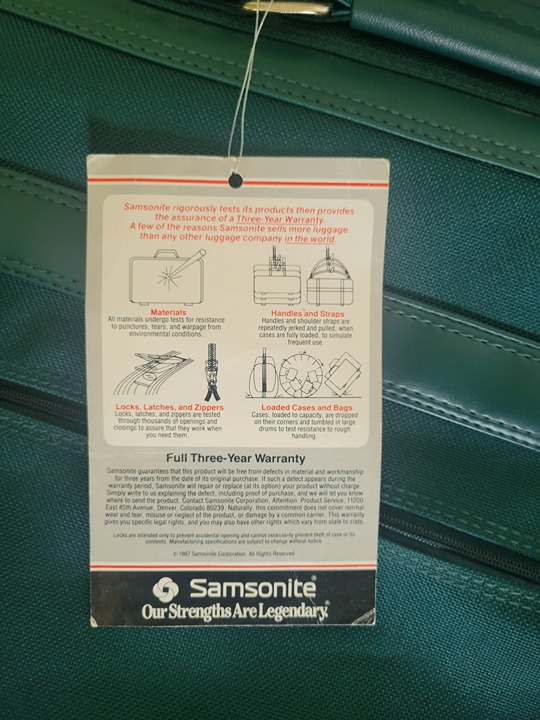 Samsonite rigorously tests its products then provides
the assurance of a Three-Year Warranty.
A few of the reasons Samsonite sells more luggage
than any other luggage company in the world.
Materials
All materials undergo tests for resistance
to punctures, tears, and warpage from
environmental conditions.
Handles and Straps
Handles and shoulder straps are
repeatedly jerked and pulled, when
cases are fully loaded, to simulate
frequent use.
Locks, Latches, and Zippers
Locks, latches, and zippers are tested
through thousands of openings and
closings to assure that they work when
you need them.
Loaded Cases and Bags
Cases, loaded to capacity, are dropped
on their corners and tumbled in large
drums to test resistance to rough
handling.
Full Three-Year Warranty
Samsonite guarantees that this product will be free from defects in material and workmanship
for three years from the date of its original purchase. If such a defect appears during the
warranty period, Samsonite will repair or replace (at its option) your product without charge.
Simply write to us explaining the defect, including proof of purchase, and we will let you know
where to send the product. Contact Samsonite Corporation, Attention: Product Service, 11200
East 45th Avenue, Denver, Colorado 80239. Naturally, this commitment does not cover normal
wear and tear, misuse or neglect of the product, or damage by a common carrier. This warranty
gives you specific legal rights, and you may also have other rights which vary from state to state.
Locks are intended only to prevent accidental opening and cannot necessarily prevent theft of case or its
contents. Manufacturing specifications are subject to change without notice.
© 1987 Samsonite Corporation. All Rights Reserved.
Samsonite®
Our Strengths Are Legendary.®